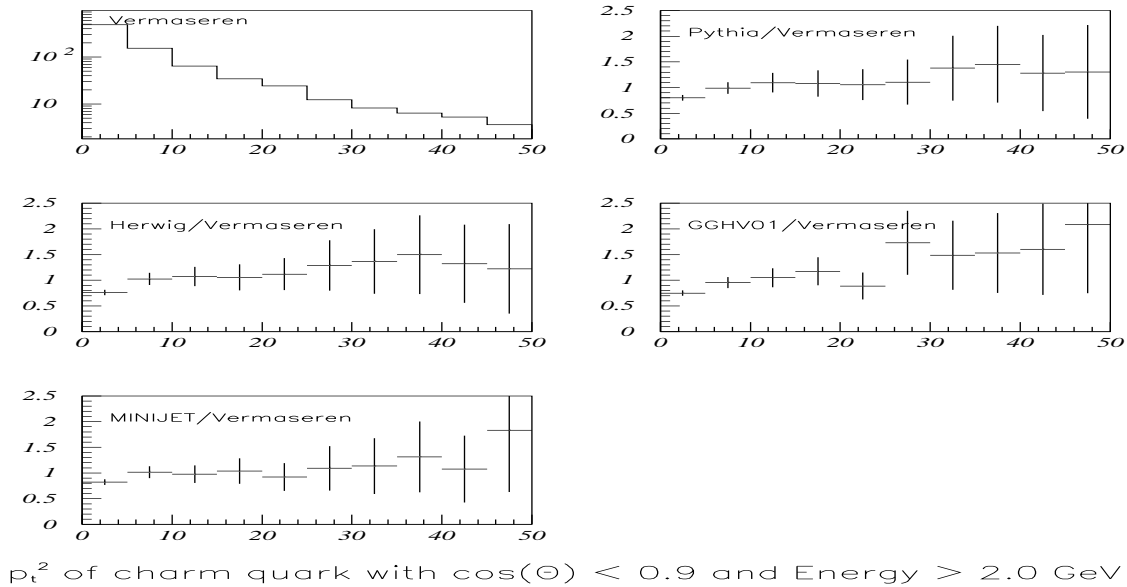 Vermaseren
10²
10
0 10 20 30 40 50
Pythia/Vermaseren
2.5
2
1.5
1
0.5
0
0 10 20 30 40 50
Herwig/Vermaseren
2.5
2
1.5
1
0.5
0
0 10 20 30 40 50
GGHV01/Vermaseren
2.5
2
1.5
1
0.5
0
0 10 20 30 40 50
MINIJET/Vermaseren
2.5
2
1.5
1
0.5
0
0 10 20 30 40 50
pₜ² of charm quark with cos(Θ) < 0.9 and Energy > 2.0 GeV